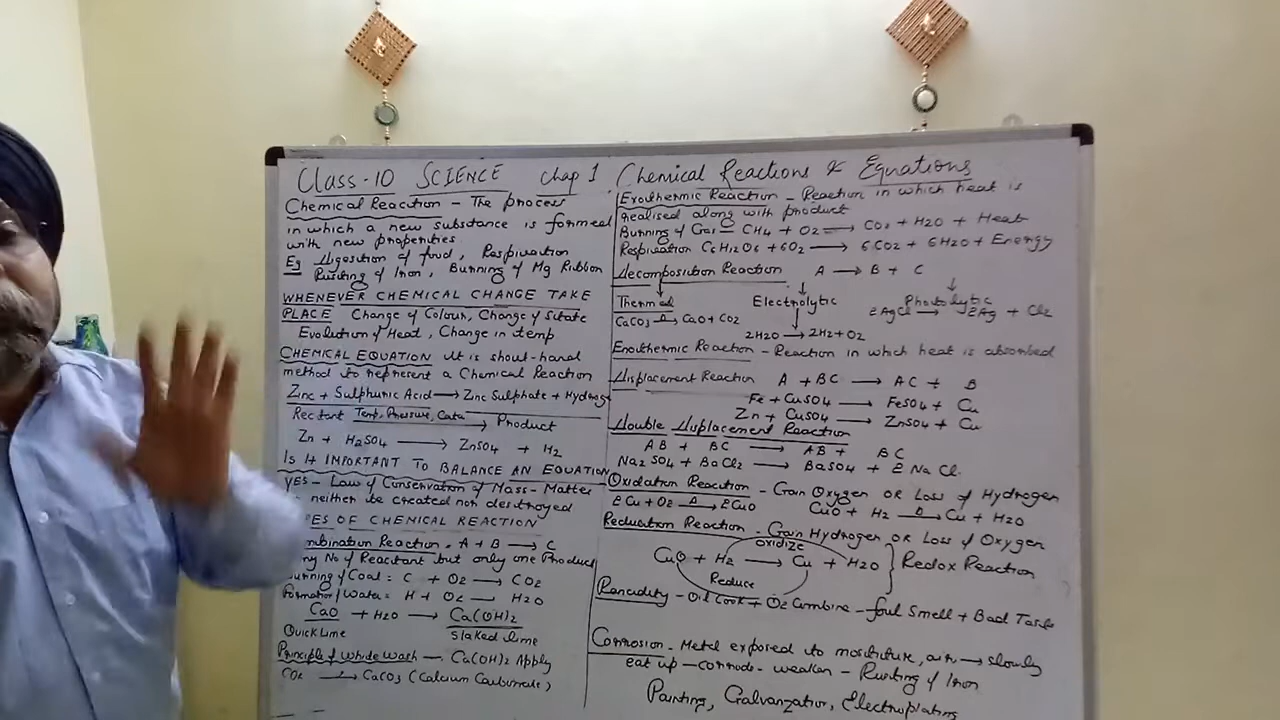 Class-10 SCIENCE Chap 1 Chemical Reactions & Equations
Chemical Reaction - The process
in which a new substance is formed
with new properties
Eg Digestion of food, Respiration
Rusting of Iron, Burning of Mg Ribbon
WHENEVER CHEMICAL CHANGE TAKE
PLACE Change of Colour, Change of State
Evolution of Heat, Change in temp
CHEMICAL EQUATION It is short-hand
method to represent a Chemical Reaction
Zinc + Sulphuric Acid → Zinc Sulphate + Hydroge
Rectant Temp, Pressure, Cata → Product
Zn + H2SO4 → ZnSO4 + H2
Is It IMPORTANT TO BALANCE AN EQUATION
YES - Law of Conservation of Mass - Matter
neither be created nor destroyed
PES OF CHEMICAL REACTION
mbination Reaction = A + B → C
ny No of Reactant but only one Product
urning of Coal = C + O2 → CO2
Formation of Water = H + O2 → H2O
CaO + H2O → Ca(OH)2
Quick Lime slaked lime
Principle of White Wash - Ca(OH)2 Apply
CO2 → CaCO3 (Calcium Carbonate)
Exothermic Reaction - Reaction in which heat is
realised along with product
Burning of Gas = CH4 + O2 → CO2 + H2O + Heat
Respiration C6H12O6 + 6O2 → 6CO2 + 6H2O + Energy
Decomposition Reaction A → B + C
Thermal Electrolytic Photolytic
CaCO3 Δ→ CaO + CO2 2AgCl → 2Ag + Cl2
2H2O → 2H2 + O2
Endothermic Reaction - Reaction in which heat is absorbed
Displacement Reaction A + BC → AC + B
Fe + CuSO4 → FeSO4 + Cu
Zn + CuSO4 → ZnSO4 + Cu
Double Displacement Reaction
AB + BC → AB + BC
Na2SO4 + BaCl2 → BaSO4 + 2NaCl
Oxidation Reaction - Gain Oxygen OR Loss of Hydrogen
2Cu + O2 Δ→ 2CuO CuO + H2 Δ→ Cu + H2O
Reduation Reaction - Gain Hydrogen OR Loss of Oxygen
oxidize
CuO + H2 → Cu + H2O } Redox Reaction
Reduce
Rancidity - Oil Cook + O2 Combine - foul Smell + Bad Taste
Corrosion - Metal exposed to moichture, air → slowly
eat up - corrode - weaken - Rusting of Iron
Painting, Galvanzation, Electroplating